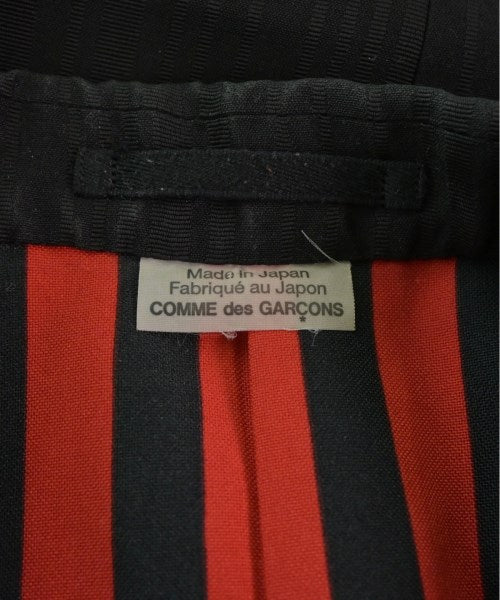 Made in Japan
Fabriqué au Japon
COMME des GARÇONS
*